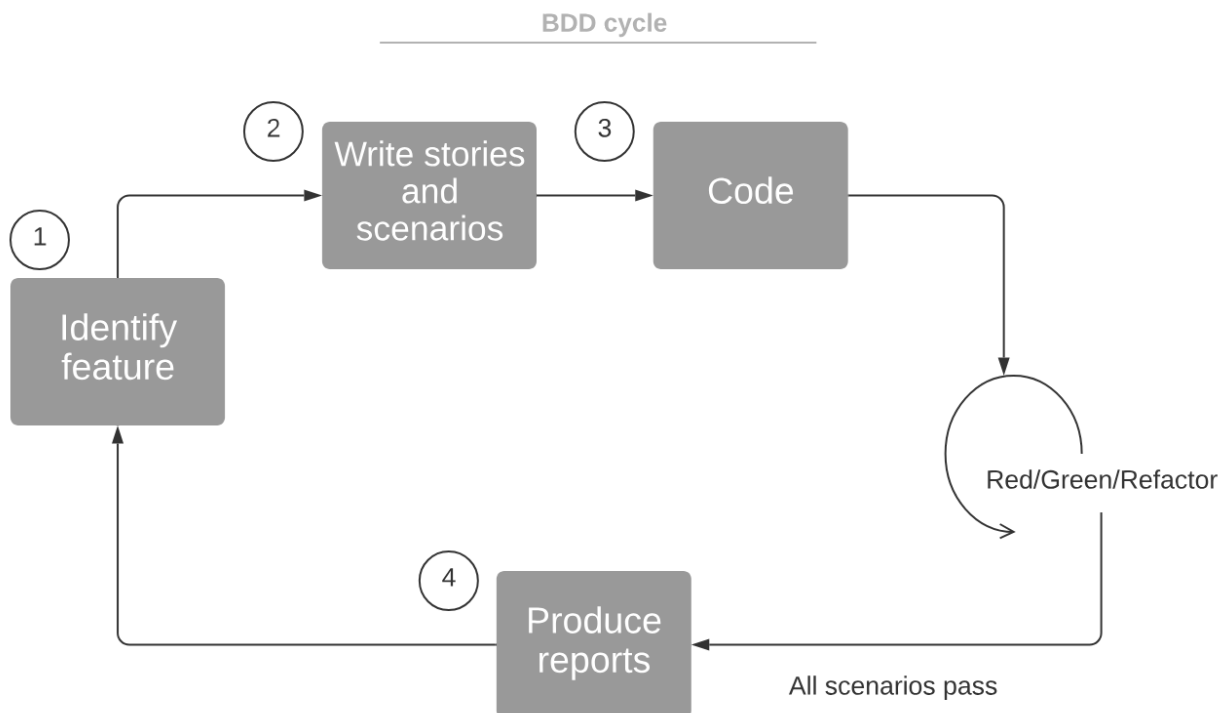 BDD cycle
1
Identify
feature
2
Write stories
and
scenarios
3
Code
Red/Green/Refactor
All scenarios pass
4
Produce
reports